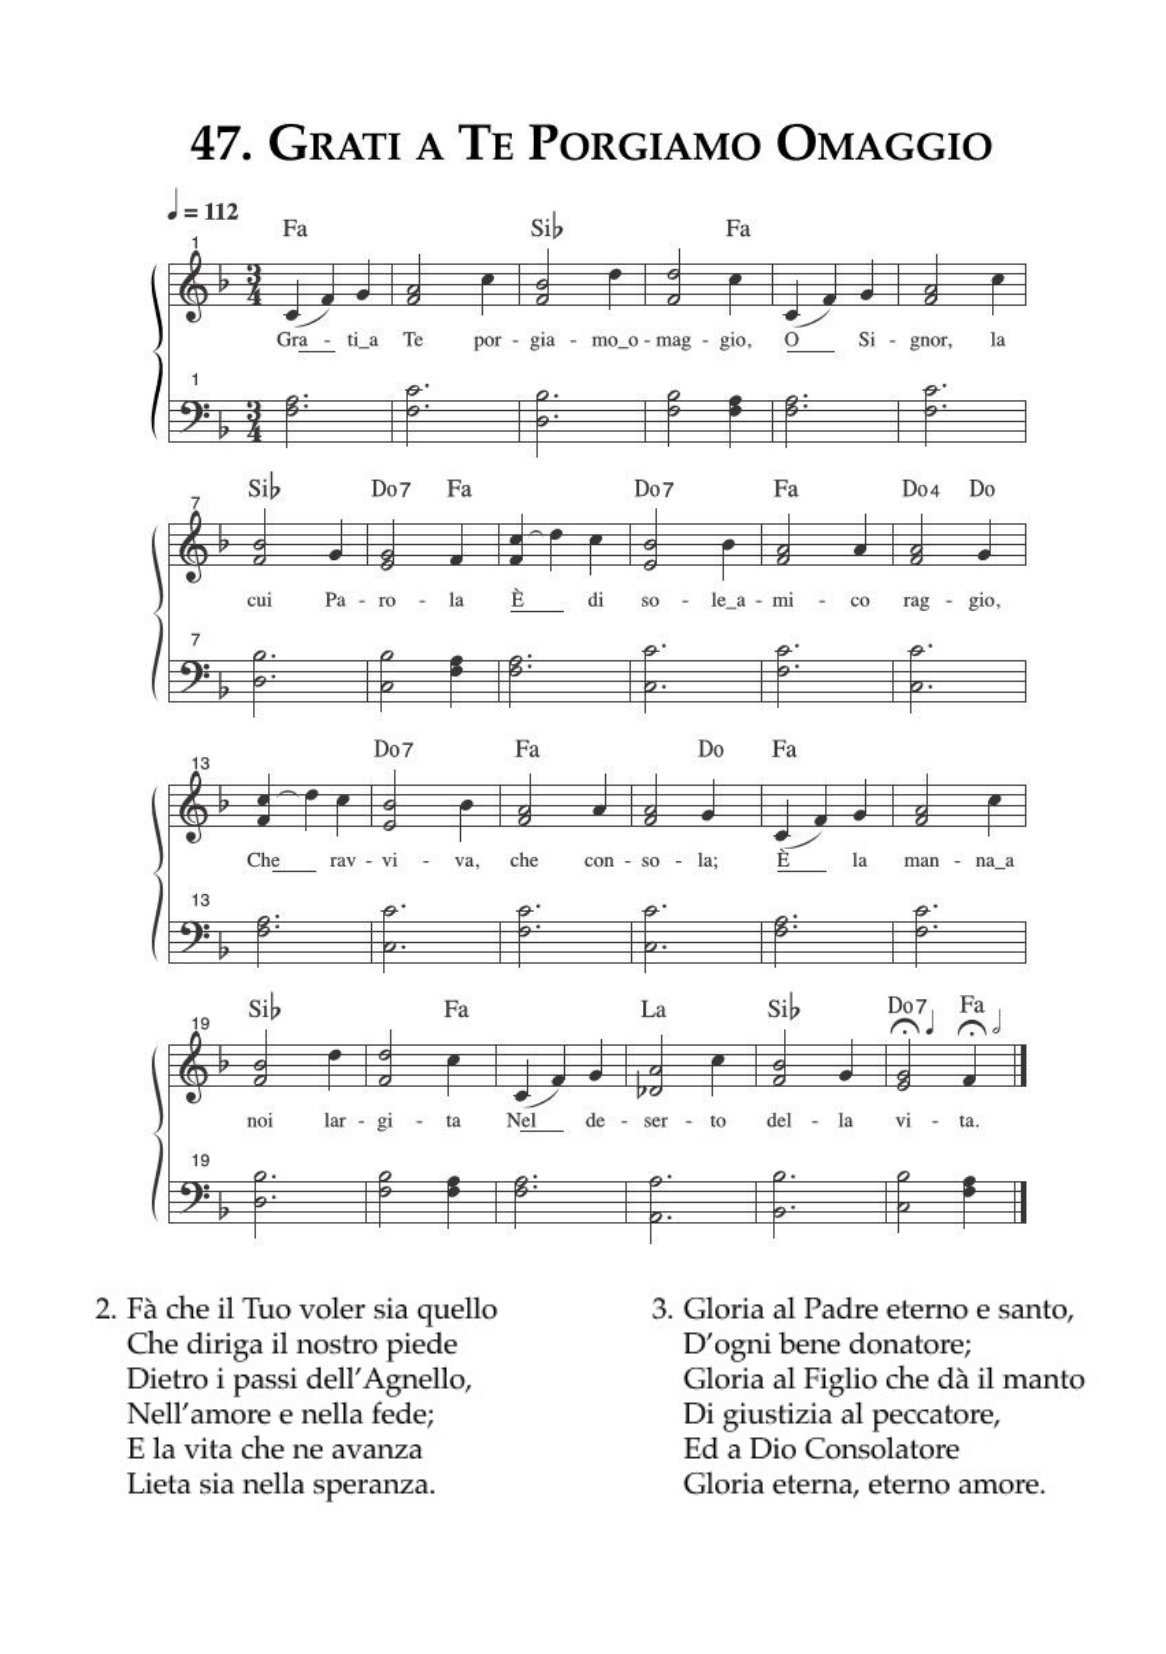 47. Grati a Te Porgiamo Omaggio
♩ = 112
Fa Si♭ Fa
1
3 4
Gra - ti_a Te por - gia - mo_o - mag - gio, O Si - gnor, la
1
3 4
Si♭ Do7 Fa Do7 Fa Do4 Do
7
cui Pa - ro - la È di so - le_a - mi - co rag - gio,
7
Do7 Fa Do Fa
13
Che rav - vi - va, che con - so - la; È la man - na_a
13
Si♭ Fa La Si♭ Do7 Fa
19
noi lar - gi - ta Nel de - ser - to del - la vi - ta.
19
2. Fà che il Tuo voler sia quello
Che diriga il nostro piede
Dietro i passi dell'Agnello,
Nell'amore e nella fede;
E la vita che ne avanza
Lieta sia nella speranza.
3. Gloria al Padre eterno e santo,
D'ogni bene donatore;
Gloria al Figlio che dà il manto
Di giustizia al peccatore,
Ed a Dio Consolatore
Gloria eterna, eterno amore.